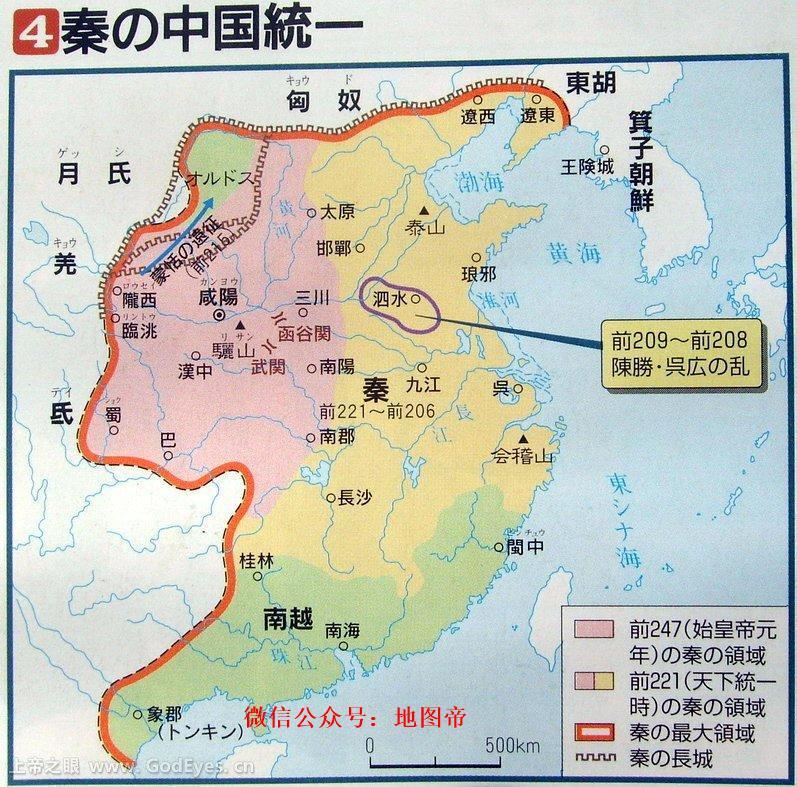 4 秦の中国統一
キョウ ド
匈奴
東胡
遼西
遼東
箕子朝鮮
王険城
ゲッ シ
月氏
オルドス
渤海
黄河
太原
泰山
蒙恬の遠征
(前215)
邯鄲
黄海
琅邪
キョウ
羌
ロウセイ
隴西
カンヨウ
咸陽
三川
泗水
淮河
リントウ
臨洮
リ サン
驪山
函谷関
前209〜前208
陳勝・呉広の乱
漢中
武関
南陽
九江
呉
秦
前221〜前206
テイ
氐
ショウ
蜀
巴
南郡
長江
会稽山
長沙
東シナ海
ビンチュウ
閩中
桂林
南越
南海
珠江
象郡
(トンキン)
微信公众号：地图帝
前247(始皇帝元
年)の秦の領域
前221(天下統一
時)の秦の領域
秦の最大領域
秦の長城
0 500km
上帝之眼 www.GodEyes.cn